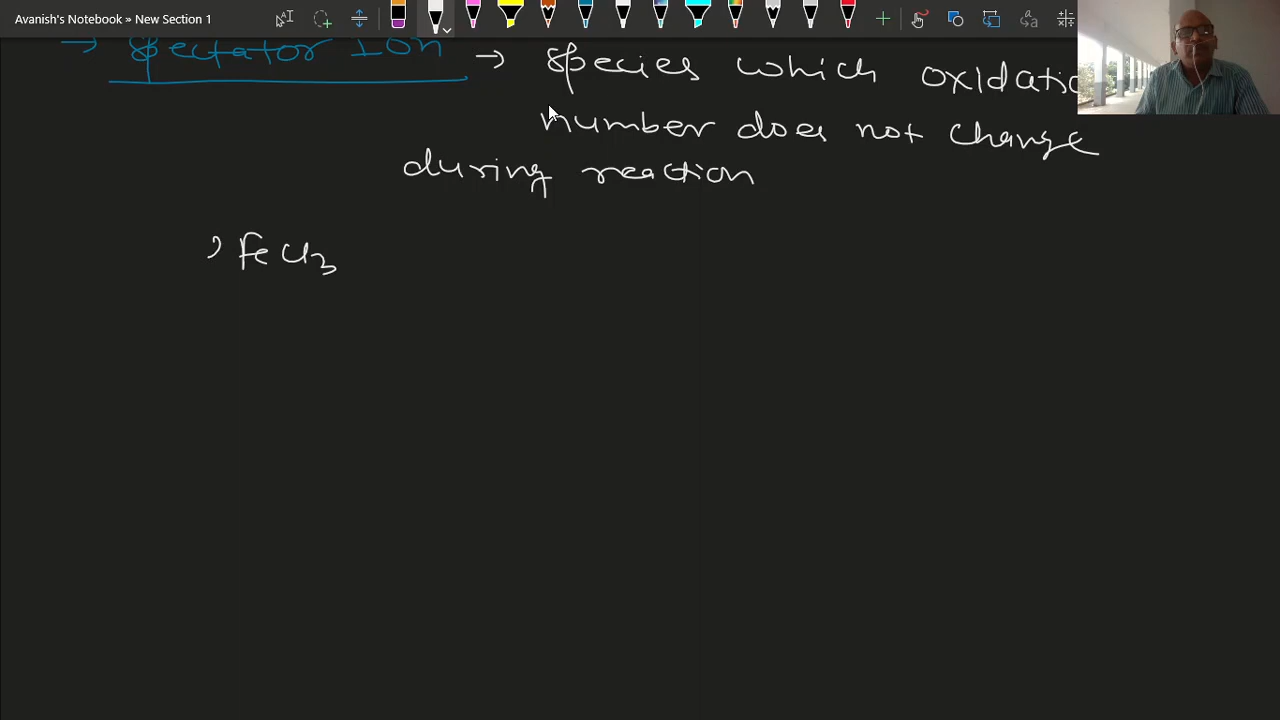 Avanish's Notebook » New Section 1
→ Spectator Ion → species which oxidatio
number does not change
during reaction
) FeCl3